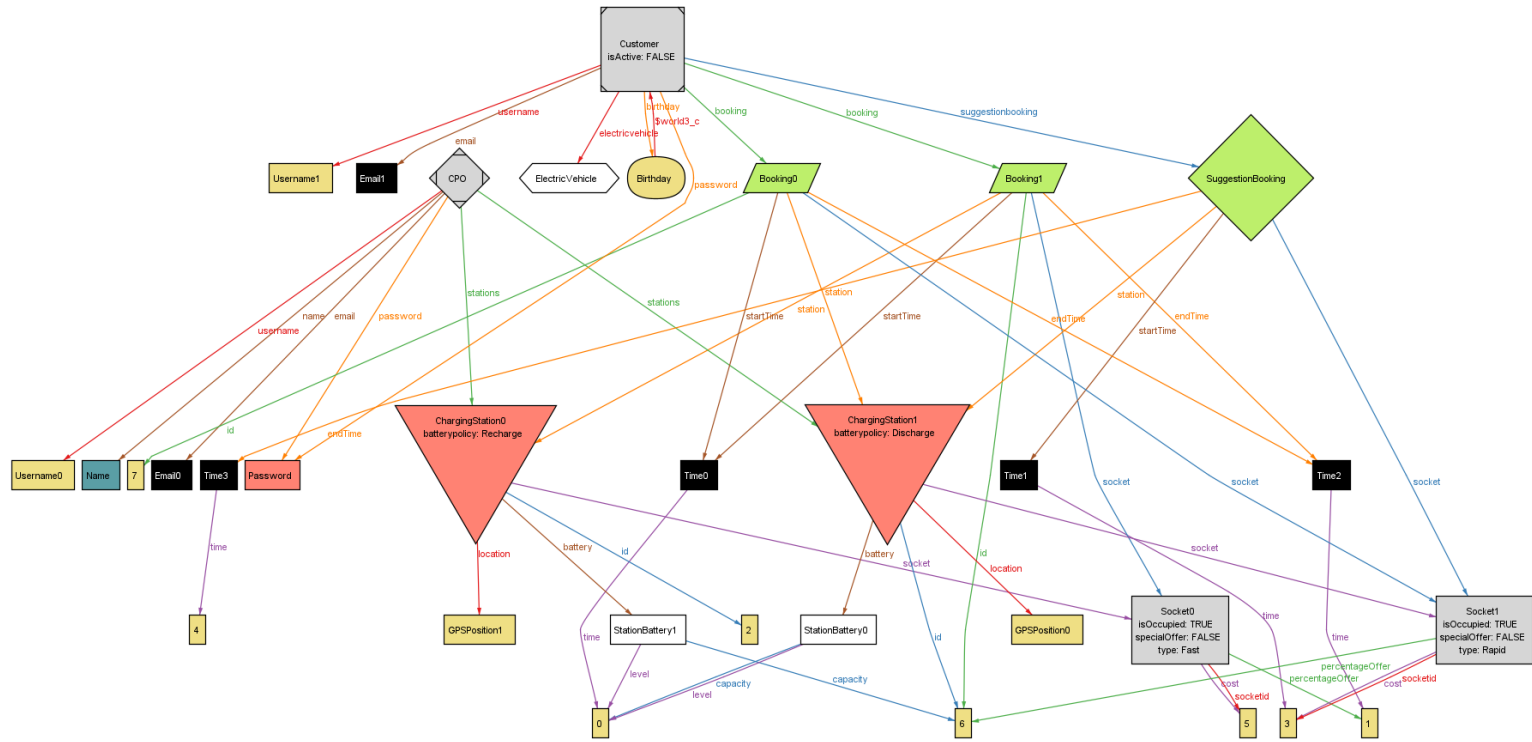 Customer
isActive: FALSE
username
email
electricvehicle
birthday
$world3_c
password
booking
booking
suggestionbooking
Username1
Email1
CPO
ElectricVehicle
Birthday
Booking0
Booking1
SuggestionBooking
username
name
email
password
stations
stations
id
endTime
startTime
station
station
startTime
endTime
endTime
station
startTime
socket
socket
socket
id
ChargingStation0
batterypolicy: Recharge
ChargingStation1
batterypolicy: Discharge
Username0
Name
7
Email0
Time3
Password
Time0
Time1
Time2
time
location
battery
id
socket
time
level
battery
id
location
socket
time
time
4
GPSPosition1
StationBattery1
2
StationBattery0
GPSPosition0
Socket0
isOccupied: TRUE
specialOffer: FALSE
type: Fast
Socket1
isOccupied: TRUE
specialOffer: FALSE
type: Rapid
capacity
level
capacity
cost
socketid
percentageOffer
percentageOffer
cost
socketid
0
6
5
3
1